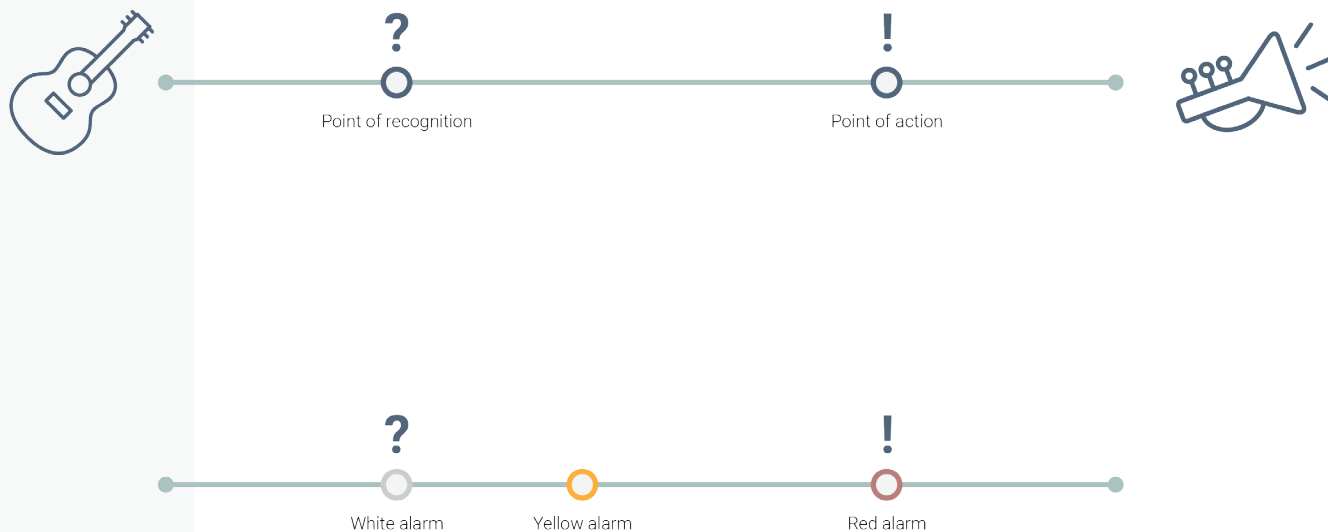 ? !
Point of recognition Point of action
? !
White alarm Yellow alarm Red alarm